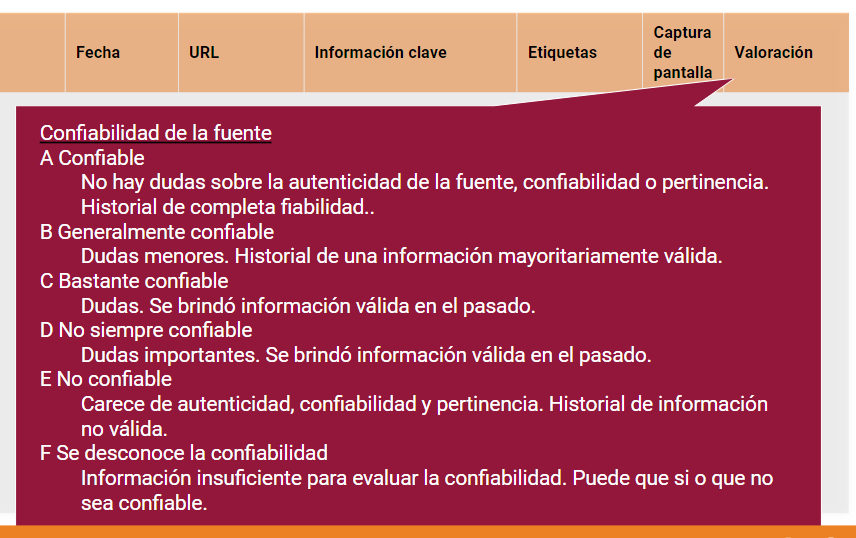 Fecha
URL
Información clave
Etiquetas
Captura
de
pantalla
Valoración
Confiabilidad de la fuente
A Confiable
No hay dudas sobre la autenticidad de la fuente, confiabilidad o pertinencia.
Historial de completa fiabilidad..
B Generalmente confiable
Dudas menores. Historial de una información mayoritariamente válida.
C Bastante confiable
Dudas. Se brindó información válida en el pasado.
D No siempre confiable
Dudas importantes. Se brindó información válida en el pasado.
E No confiable
Carece de autenticidad, confiabilidad y pertinencia. Historial de información
no válida.
F Se desconoce la confiabilidad
Información insuficiente para evaluar la confiabilidad. Puede que si o que no
sea confiable.